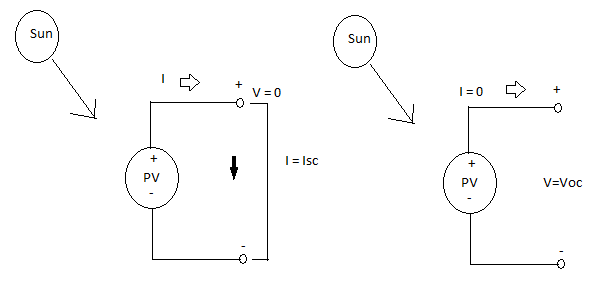 Sun
I
+
V = 0
+
PV
-
I = Isc
-
Sun
I = 0
+
+
PV
-
V=Voc
-